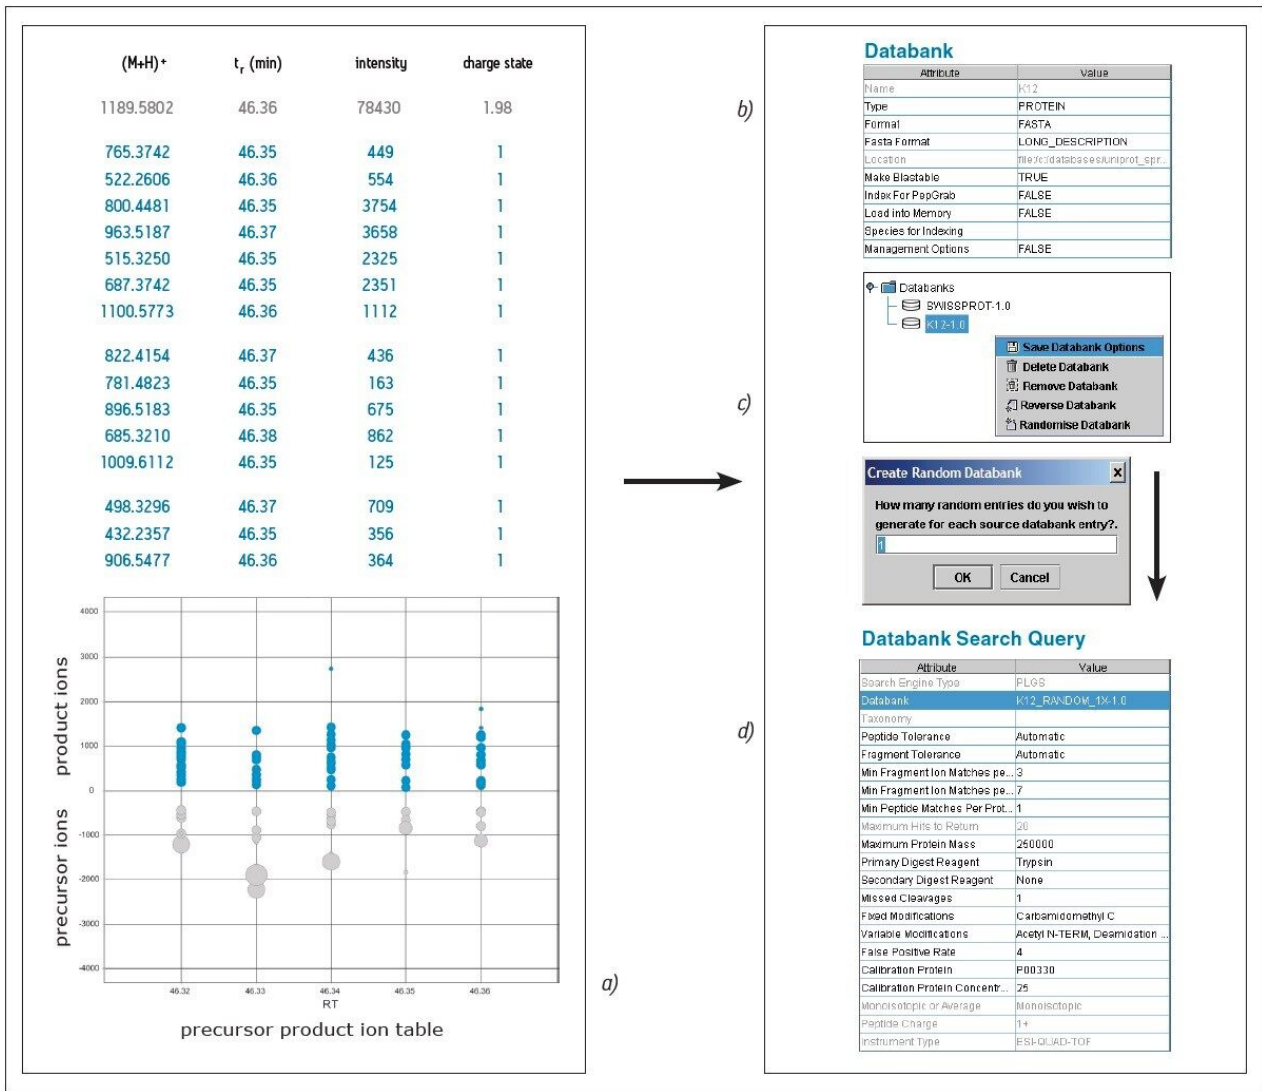 (M+H)+ tr (min) intensity charge state
1189.5802 46.36 78430 1.98
765.3742 46.35 449 1
522.2606 46.36 554 1
800.4481 46.35 3754 1
963.5187 46.37 3658 1
515.3250 46.35 2325 1
687.3742 46.35 2351 1
1100.5773 46.36 1112 1
822.4154 46.37 436 1
781.4823 46.35 163 1
896.5183 46.35 675 1
685.3210 46.38 862 1
1009.6112 46.35 125 1
498.3296 46.37 709 1
432.2357 46.35 356 1
906.5477 46.36 364 1
product ions
precursor ions
4000
3000
2000
1000
0
-1000
-2000
-3000
-4000
46.32 46.33 46.34 46.35 46.36
RT
precursor product ion table
a)
b)
Databank
Attribute Value
Name K12
Type PROTEIN
Format FASTA
Fasta Format LONG_DESCRIPTION
Location file:/c:/databases/uniprot_spr...
Make Blastable TRUE
Index For PepGrab FALSE
Load into Memory FALSE
Species for Indexing
Management Options FALSE
c)
Databanks
SWISSPROT-1.0
K12-1.0
Save Databank Options
Delete Databank
Remove Databank
Reverse Databank
Randomise Databank
Create Random Databank
How many random entries do you wish to
generate for each source databank entry?.
1
OK Cancel
d)
Databank Search Query
Attribute Value
Search Engine Type PLGS
Databank K12_RANDOM_1X-1.0
Taxonomy
Peptide Tolerance Automatic
Fragment Tolerance Automatic
Min Fragment Ion Matches pe... 3
Min Fragment Ion Matches pe... 7
Min Peptide Matches Per Prot... 1
Maximum Hits to Return 20
Maximum Protein Mass 250000
Primary Digest Reagent Trypsin
Secondary Digest Reagent None
Missed Cleavages 1
Fixed Modifications Carbamidomethyl C
Variable Modifications Acetyl N-TERM, Deamidation ...
False Positive Rate 4
Calibration Protein P00330
Calibration Protein Concentr... 25
Monoisotopic or Average Monoisotopic
Peptide Charge 1+
Instrument Type ESI-QUAD-TOF